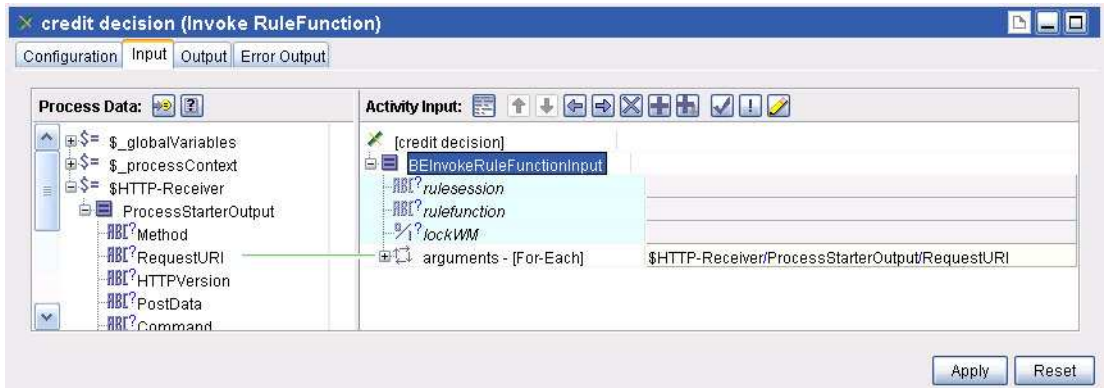 credit decision (Invoke RuleFunction)
Configuration Input Output Error Output
Process Data:
$_globalVariables
$_processContext
$HTTP-Receiver
ProcessStarterOutput
Method
RequestURI
HTTPVersion
PostData
Command
Activity Input:
[credit decision]
BEInvokeRuleFunctionInput
rulesession
rulefunction
lockWM
arguments - [For-Each] $HTTP-Receiver/ProcessStarterOutput/RequestURI
Apply Reset